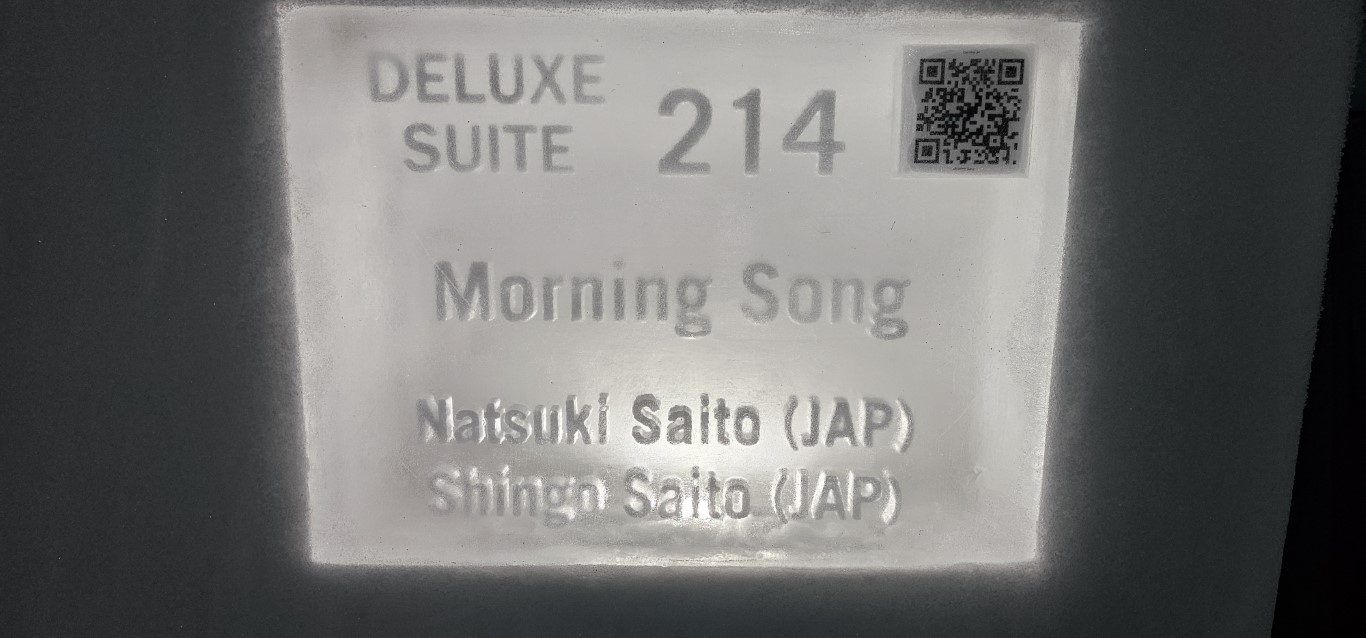 DELUXE
SUITE
214
Morning Song
Natsuki Saito (JAP)
Shingo Saito (JAP)